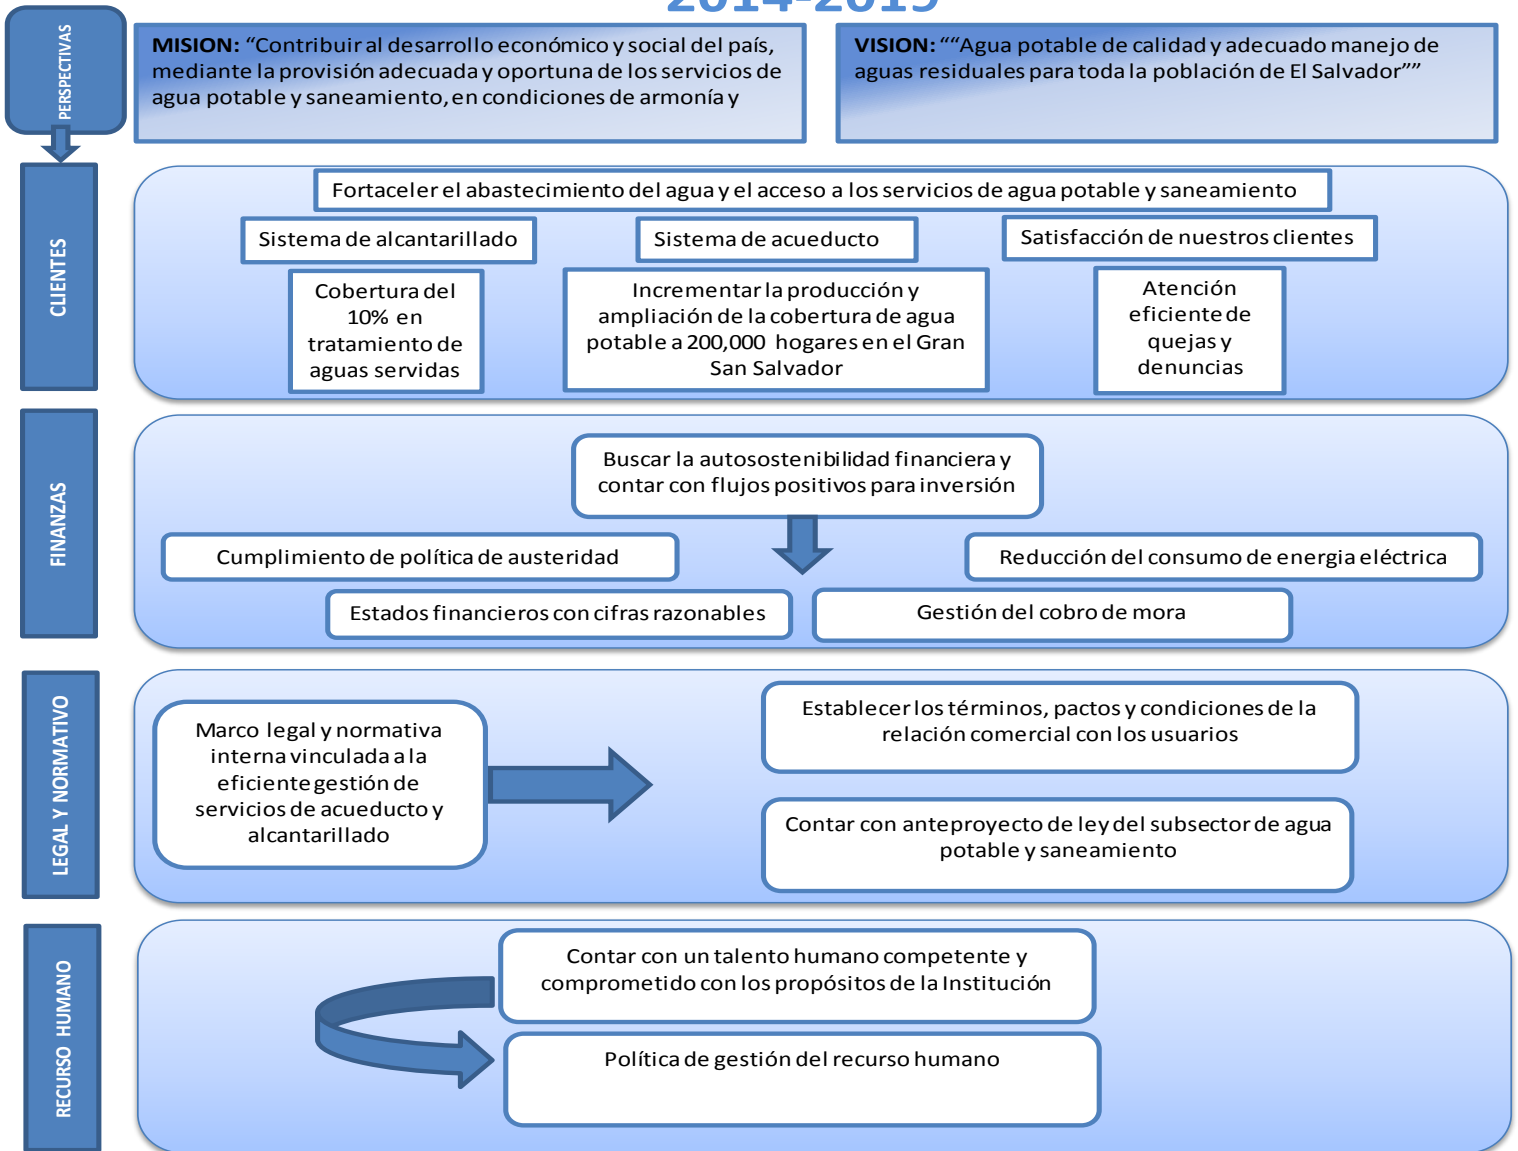 2014-2019
PERSPECTIVAS
MISION: “Contribuir al desarrollo económico y social del país,
mediante la provisión adecuada y oportuna de los servicios de
agua potable y saneamiento, en condiciones de armonía y
VISION: ““Agua potable de calidad y adecuado manejo de
aguas residuales para toda la población de El Salvador””
CLIENTES
Fortaceler el abastecimiento del agua y el acceso a los servicios de agua potable y saneamiento
Sistema de alcantarillado
Sistema de acueducto
Satisfacción de nuestros clientes
Cobertura del
10% en
tratamiento de
aguas servidas
Incrementar la producción y
ampliación de la cobertura de agua
potable a 200,000 hogares en el Gran
San Salvador
Atención
eficiente de
quejas y
denuncias
FINANZAS
Buscar la autosostenibilidad financiera y
contar con flujos positivos para inversión
Cumplimiento de política de austeridad
Reducción del consumo de energia eléctrica
Estados financieros con cifras razonables
Gestión del cobro de mora
LEGAL Y NORMATIVO
Marco legal y normativa
interna vinculada a la
eficiente gestión de
servicios de acueducto y
alcantarillado
Establecer los términos, pactos y condiciones de la
relación comercial con los usuarios
Contar con anteproyecto de ley del subsector de agua
potable y saneamiento
RECURSO HUMANO
Contar con un talento humano competente y
comprometido con los propósitos de la Institución
Política de gestión del recurso humano